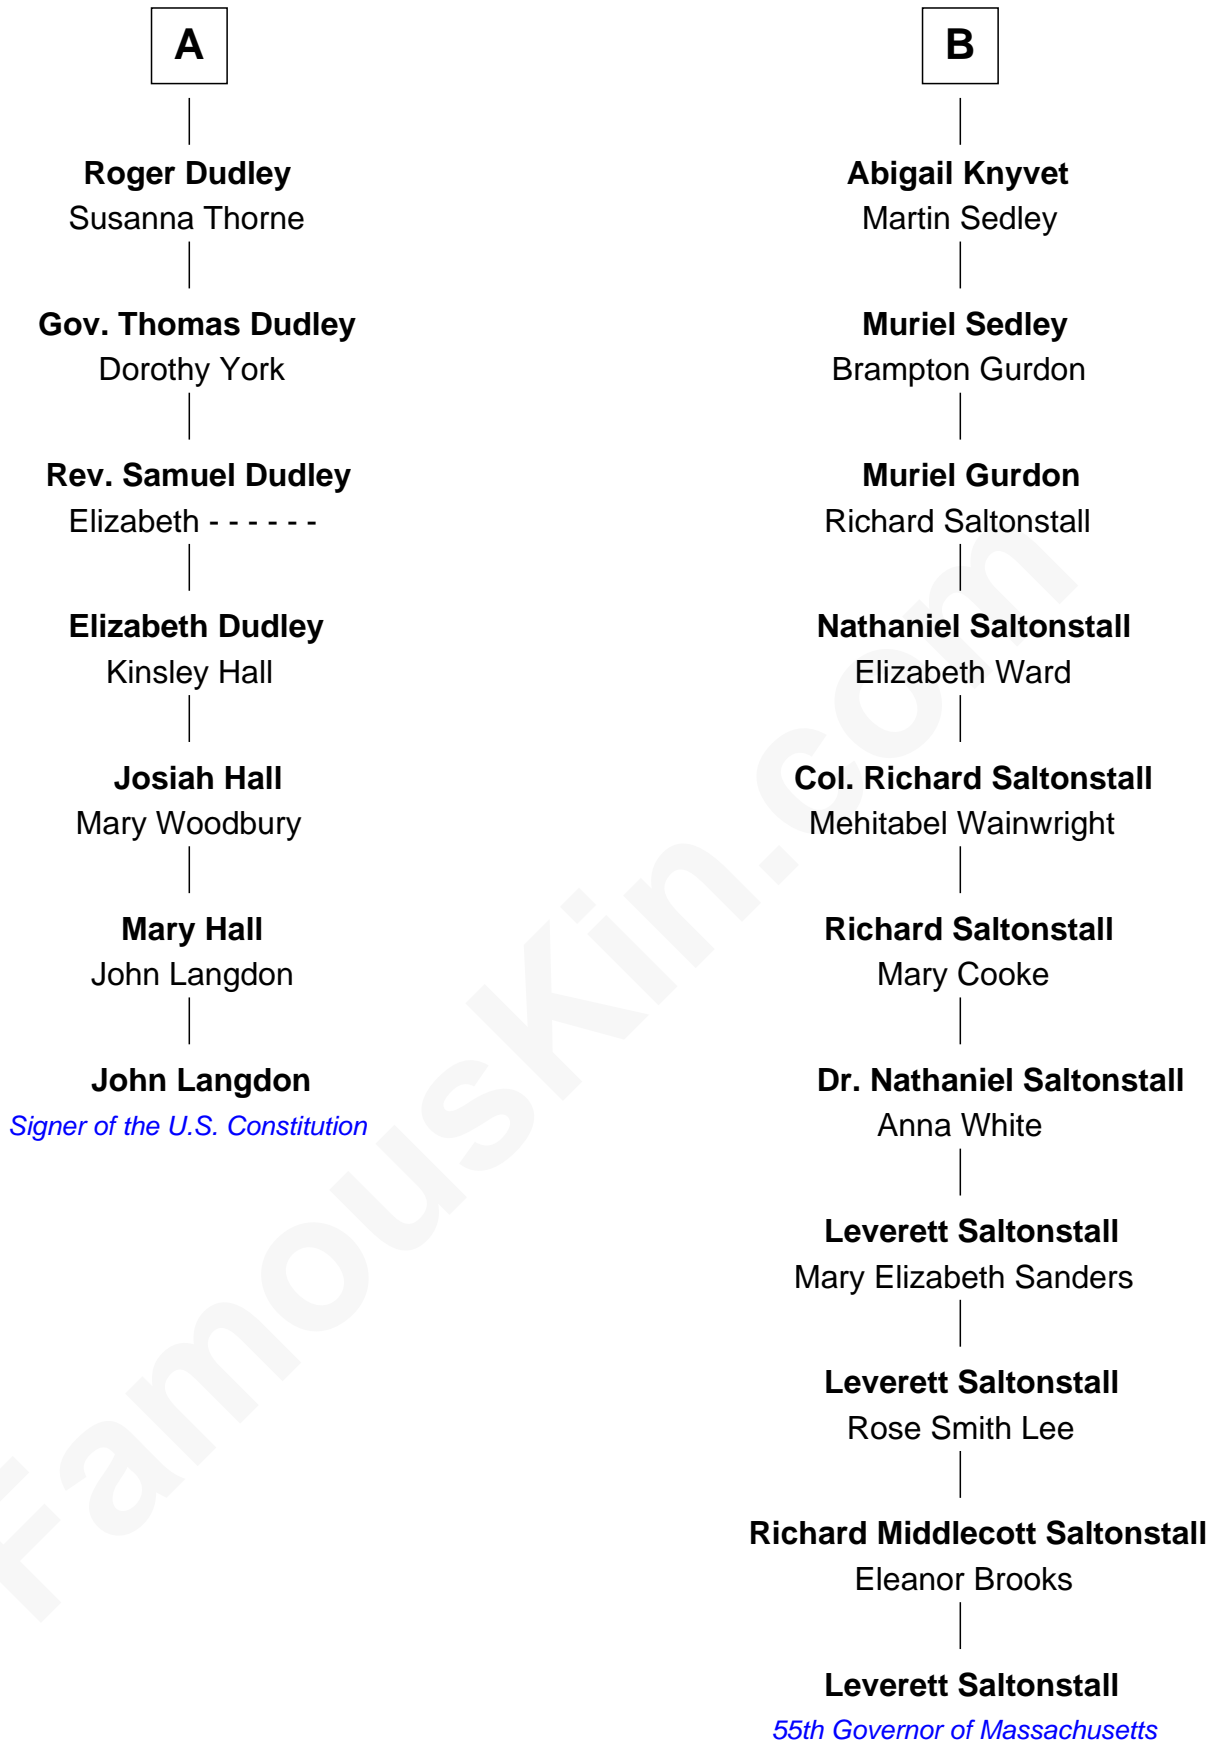 A
Roger Dudley
Susanna Thorne
Gov. Thomas Dudley
Dorothy York
Rev. Samuel Dudley
Elizabeth - - - - - -
Elizabeth Dudley
Kinsley Hall
Josiah Hall
Mary Woodbury
Mary Hall
John Langdon
John Langdon
Signer of the U.S. Constitution
B
Abigail Knyvet
Martin Sedley
Muriel Sedley
Brampton Gurdon
Muriel Gurdon
Richard Saltonstall
Nathaniel Saltonstall
Elizabeth Ward
Col. Richard Saltonstall
Mehitabel Wainwright
Richard Saltonstall
Mary Cooke
Dr. Nathaniel Saltonstall
Anna White
Leverett Saltonstall
Mary Elizabeth Sanders
Leverett Saltonstall
Rose Smith Lee
Richard Middlecott Saltonstall
Eleanor Brooks
Leverett Saltonstall
55th Governor of Massachusetts
FamousKin.com